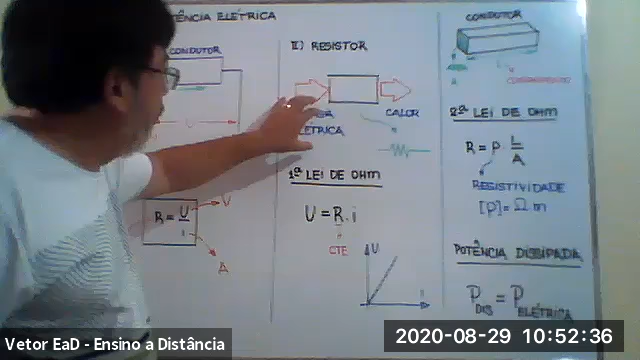 TÊNCIA ELÉTRICA
CONDUTOR
U
R = U
i
V
A
II) RESISTOR
ELÉTRICA
CALOR
1ª LEI DE OHM
U = R . i
CTE
U
i
CONDUTOR
A
COMPRIMENTO
2ª LEI DE OHM
R = ρ L
A
RESISTIVIDADE
[ρ] = Ω m
POTÊNCIA DISSIPADA
P DIS = P ELÉTRICA
Vetor EaD - Ensino a Distância
2020-08-29 10:52:36